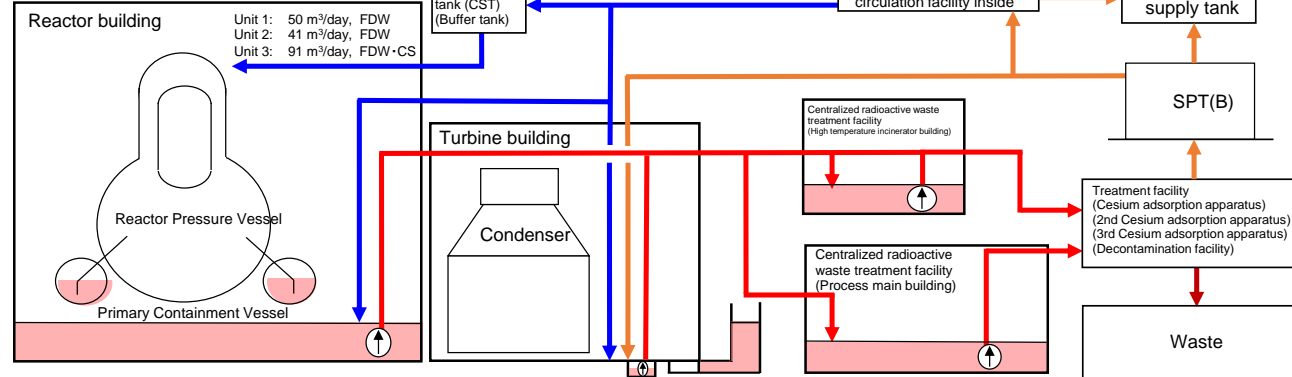 Reactor building
Unit 1: 50 m³/day, FDW
Unit 2: 41 m³/day, FDW
Unit 3: 91 m³/day, FDW・CS
tank (CST)
(Buffer tank)
circulation facility inside
supply tank
SPT(B)
Centralized radioactive waste
treatment facility
(High temperature incinerator building)
Turbine building
Condenser
Reactor Pressure Vessel
Primary Containment Vessel
Treatment facility
(Cesium adsorption apparatus)
(2nd Cesium adsorption apparatus)
(3rd Cesium adsorption apparatus)
(Decontamination facility)
Centralized radioactive
waste treatment facility
(Process main building)
Waste